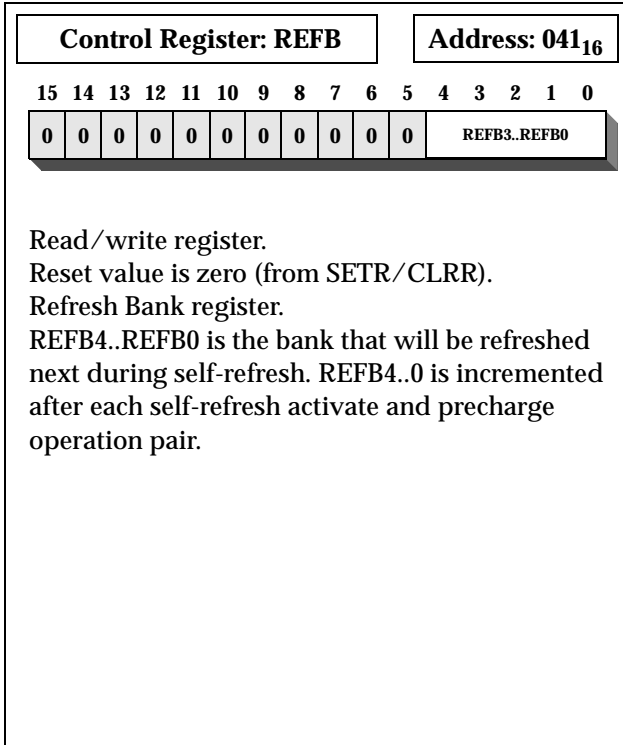 Control Register: REFB
Address: 041₁₆
15 14 13 12 11 10 9 8 7 6 5 4 3 2 1 0
0 0 0 0 0 0 0 0 0 0 0 REFB3..REFB0
Read/write register.
Reset value is zero (from SETR/CLRR).
Refresh Bank register.
REFB4..REFB0 is the bank that will be refreshed
next during self-refresh. REFB4..0 is incremented
after each self-refresh activate and precharge
operation pair.